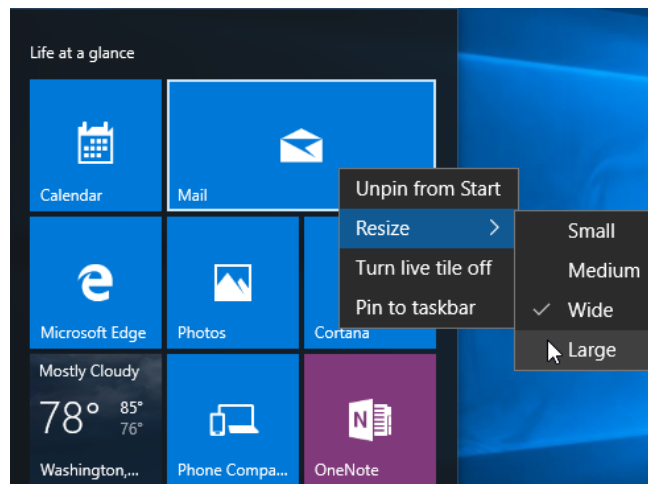 Life at a glance
Calendar
Mail
Unpin from Start
Resize
Turn live tile off
Pin to taskbar
Small
Medium
Wide
Large
Microsoft Edge
Photos
Cortana
Mostly Cloudy
78° 85°
76°
Washington,...
Phone Compa...
N
OneNote